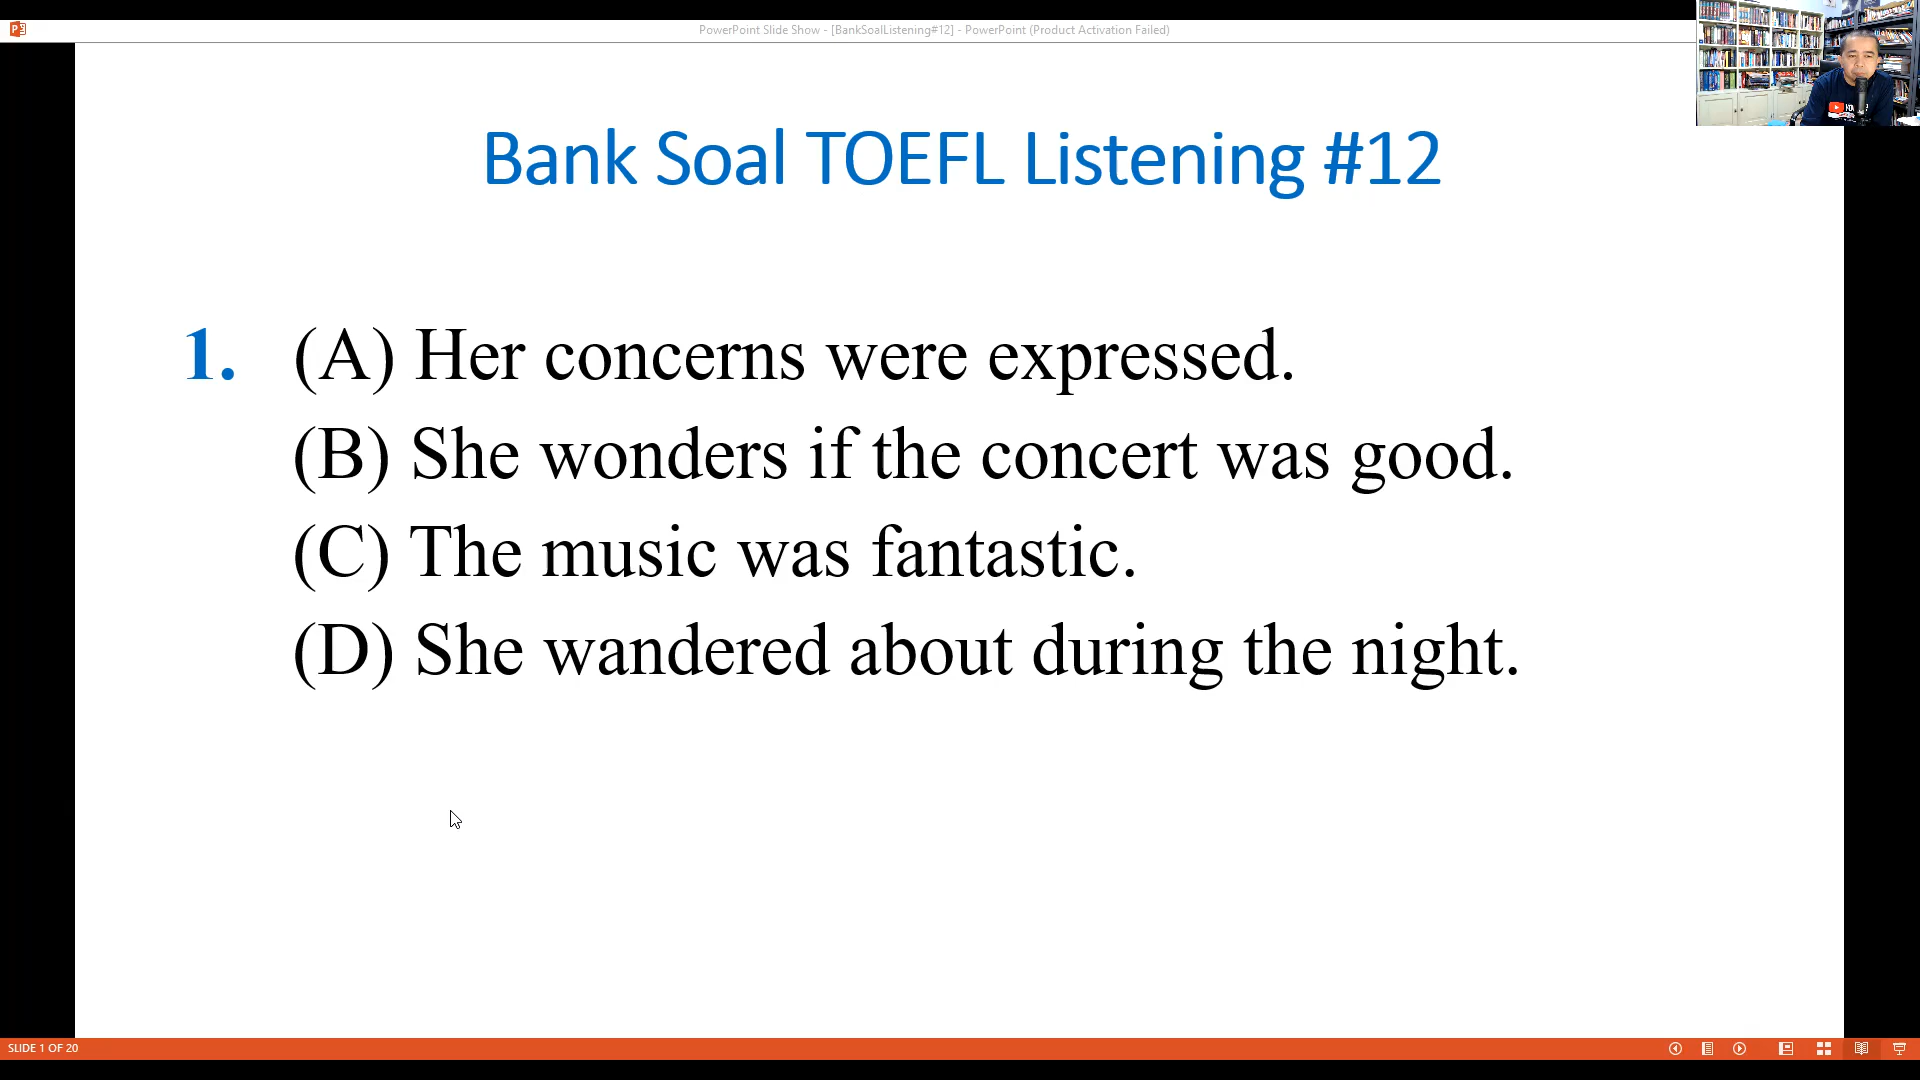 PowerPoint Slide Show - [BankSoalListening#12] - PowerPoint (Product Activation Failed)
Bank Soal TOEFL Listening #12
1. (A) Her concerns were expressed.
(B) She wonders if the concert was good.
(C) The music was fantastic.
(D) She wandered about during the night.
SLIDE 1 OF 20